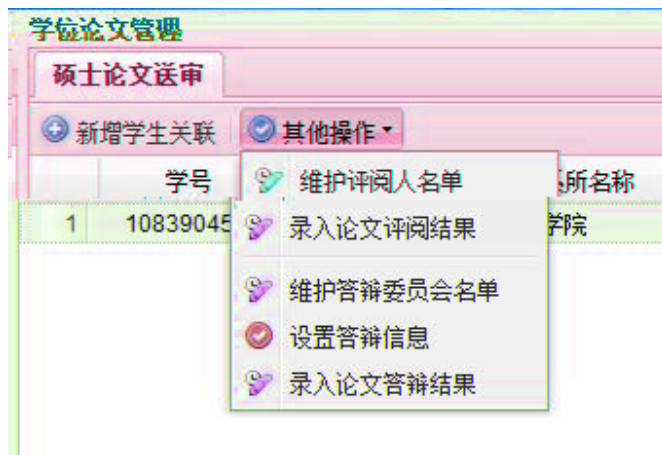 学位论文管理
硕士论文送审
新增学生关联 其他操作
学号 所名称
1 10839045 学院
维护评阅人名单
录入论文评阅结果
维护答辩委员会名单
设置答辩信息
录入论文答辩结果